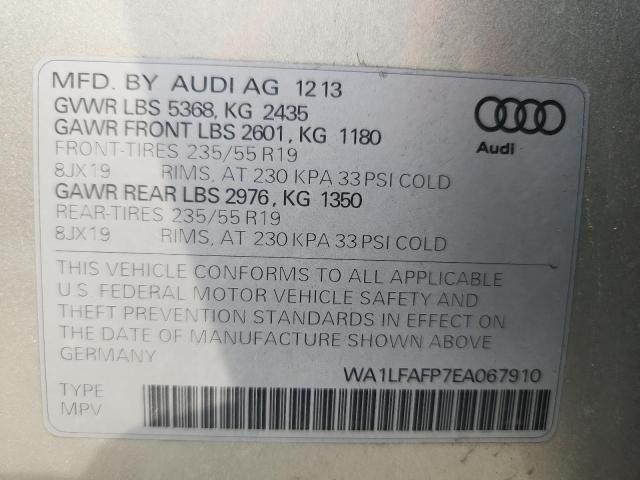 MFD. BY AUDI AG 12 13
GVWR LBS 5368, KG 2435
GAWR FRONT LBS 2601, KG 1180
FRONT-TIRES 235/55 R19
8JX19 RIMS, AT 230 KPA 33 PSI COLD
GAWR REAR LBS 2976, KG 1350
REAR-TIRES 235/55 R19
8JX19 RIMS, AT 230 KPA 33 PSI COLD
Audi
THIS VEHICLE CONFORMS TO ALL APPLICABLE
U.S. FEDERAL MOTOR VEHICLE SAFETY AND
THEFT PREVENTION STANDARDS IN EFFECT ON
THE DATE OF MANUFACTURE SHOWN ABOVE
GERMANY
WA1LFAFP7EA067910
TYPE
MPV